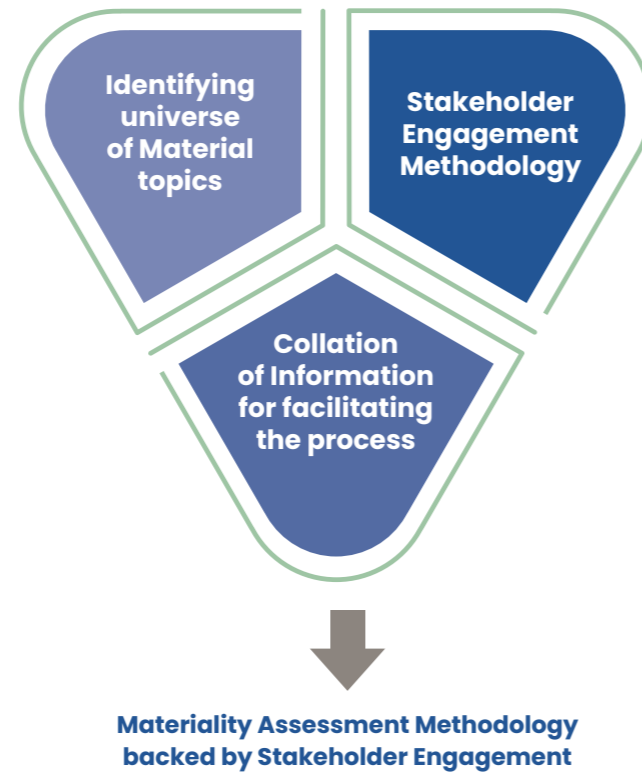 Identifying
universe
of Material
topics
Stakeholder
Engagement
Methodology
Collation
of Information
for facilitating
the process
Materiality Assessment Methodology
backed by Stakeholder Engagement